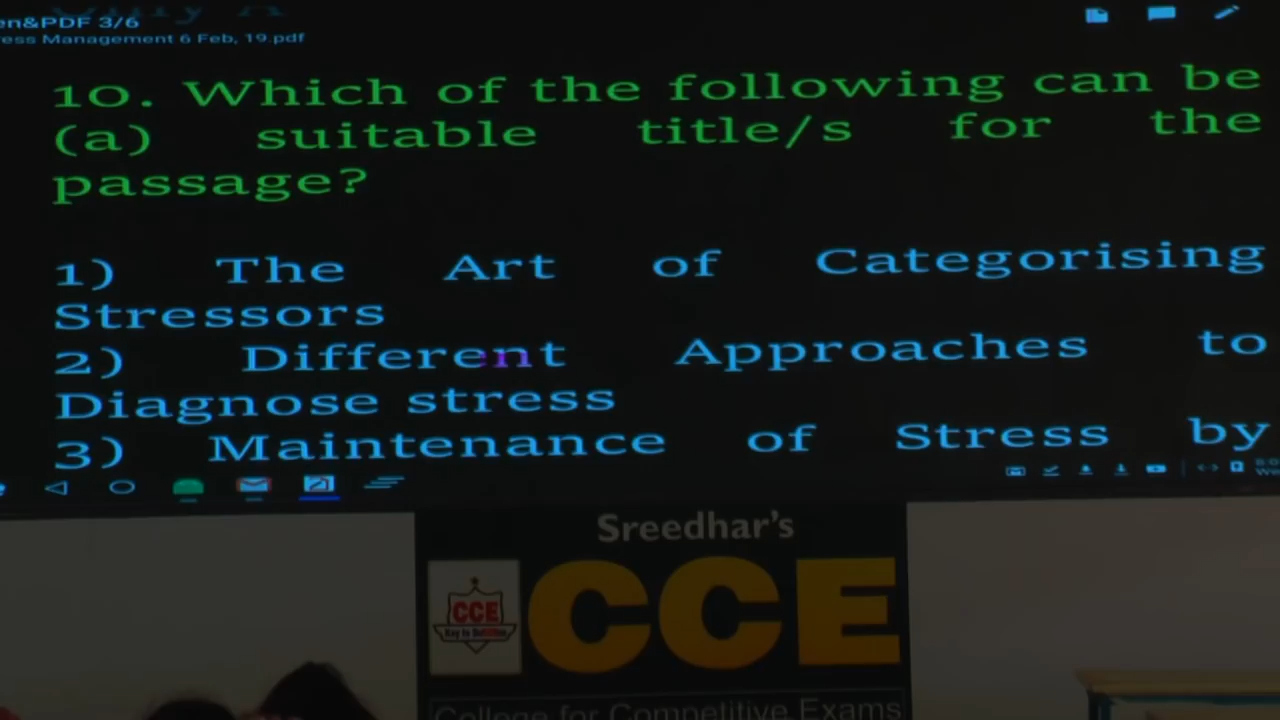 en&PDF 3/6
ess Management 6 Feb, 19.pdf
10. Which of the following can be
(a) suitable title/s for the
passage?
1) The Art of Categorising
Stressors
2) Different Approaches to
Diagnose stress
3) Maintenance of Stress by
Sreedhar's
CCE
CCE
College for Competitive Exams